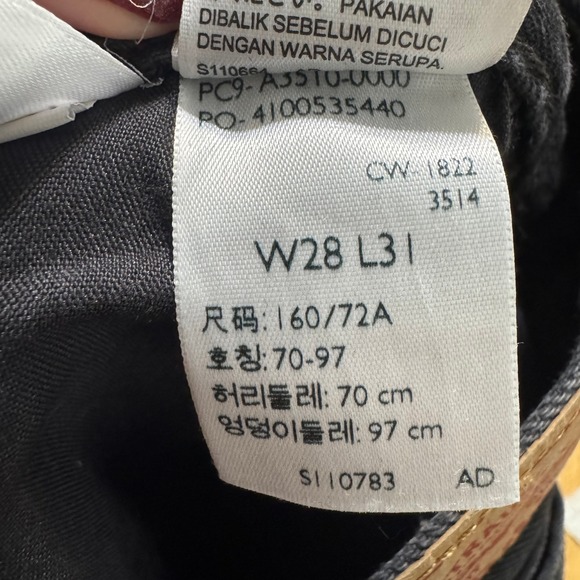 PAKAIAN
DIBALIK SEBELUM DICUCI
DENGAN WARNA SERUPA.
PC9-A3510-0000
PO-4100535440
CW- 1822
3514
W28 L31
尺码: 160/72A
호칭: 70-97
허리둘레: 70 cm
엉덩이둘레: 97 cm
S110783 AD